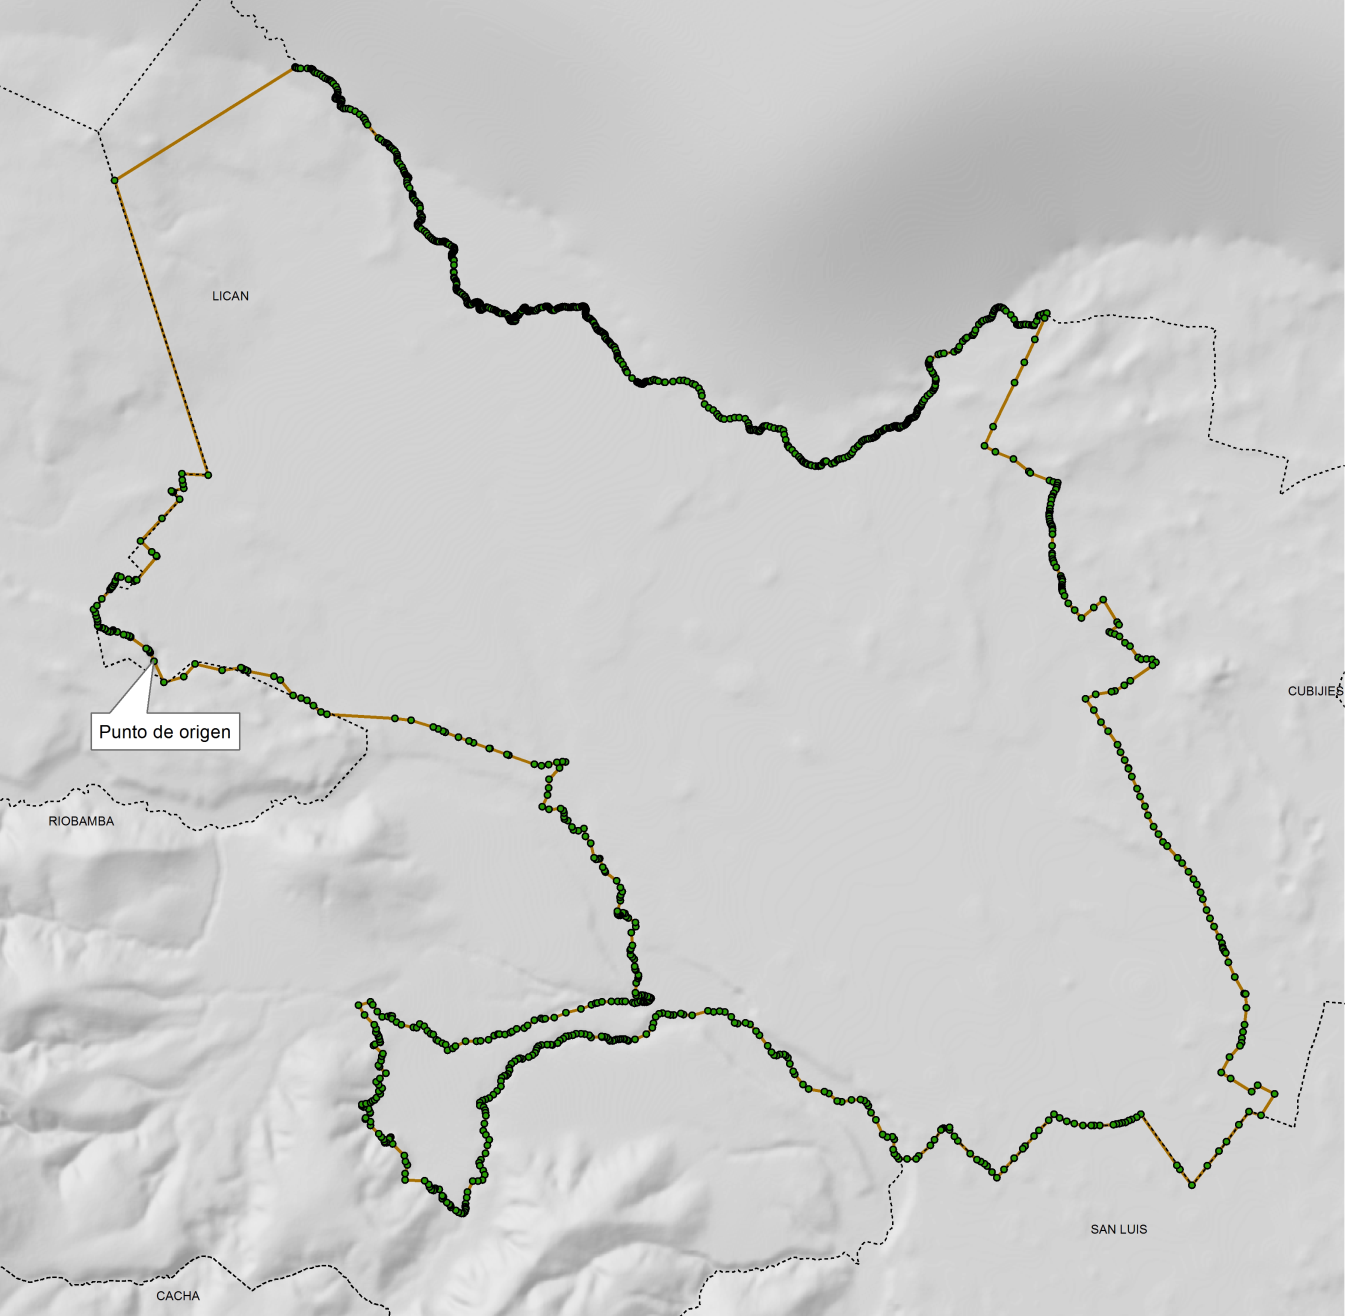 LICAN
CUBIJIES
Punto de origen
RIOBAMBA
SAN LUIS
CACHA